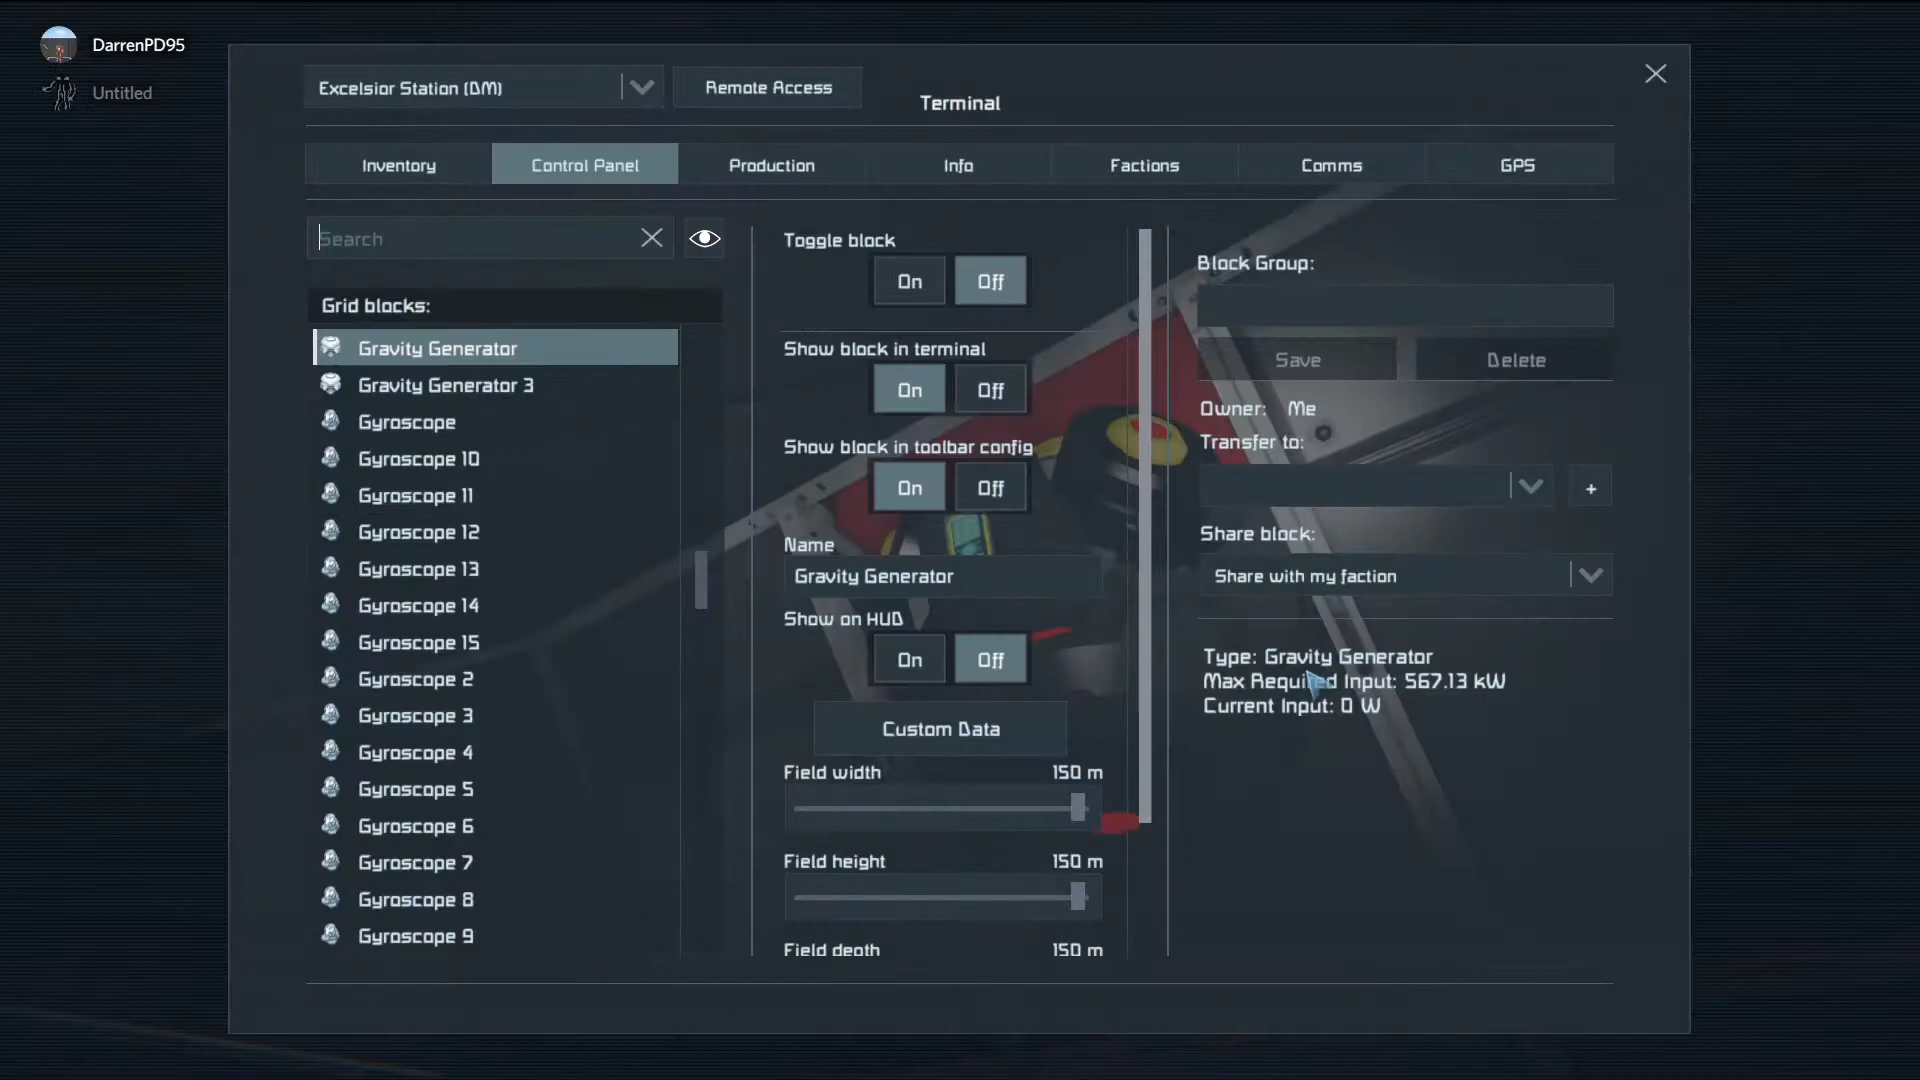 DarrenPD95
Untitled
Excelsior Station (DM)
Remote Access
Terminal
Inventory
Control Panel
Production
Info
Factions
Comms
GPS
Search
Grid blocks:
Gravity Generator
Gravity Generator 3
Gyroscope
Gyroscope 10
Gyroscope 11
Gyroscope 12
Gyroscope 13
Gyroscope 14
Gyroscope 15
Gyroscope 2
Gyroscope 3
Gyroscope 4
Gyroscope 5
Gyroscope 6
Gyroscope 7
Gyroscope 8
Gyroscope 9
Toggle block
On Off
Show block in terminal
On Off
Show block in toolbar config
On Off
Name
Gravity Generator
Show on HUD
On Off
Custom Data
Field width 150 m
Field height 150 m
Field depth 150 m
Block Group:
Save Delete
Owner: Me
Transfer to:
+
Share block:
Share with my faction
Type: Gravity Generator
Max Required Input: 567.13 kW
Current Input: 0 W